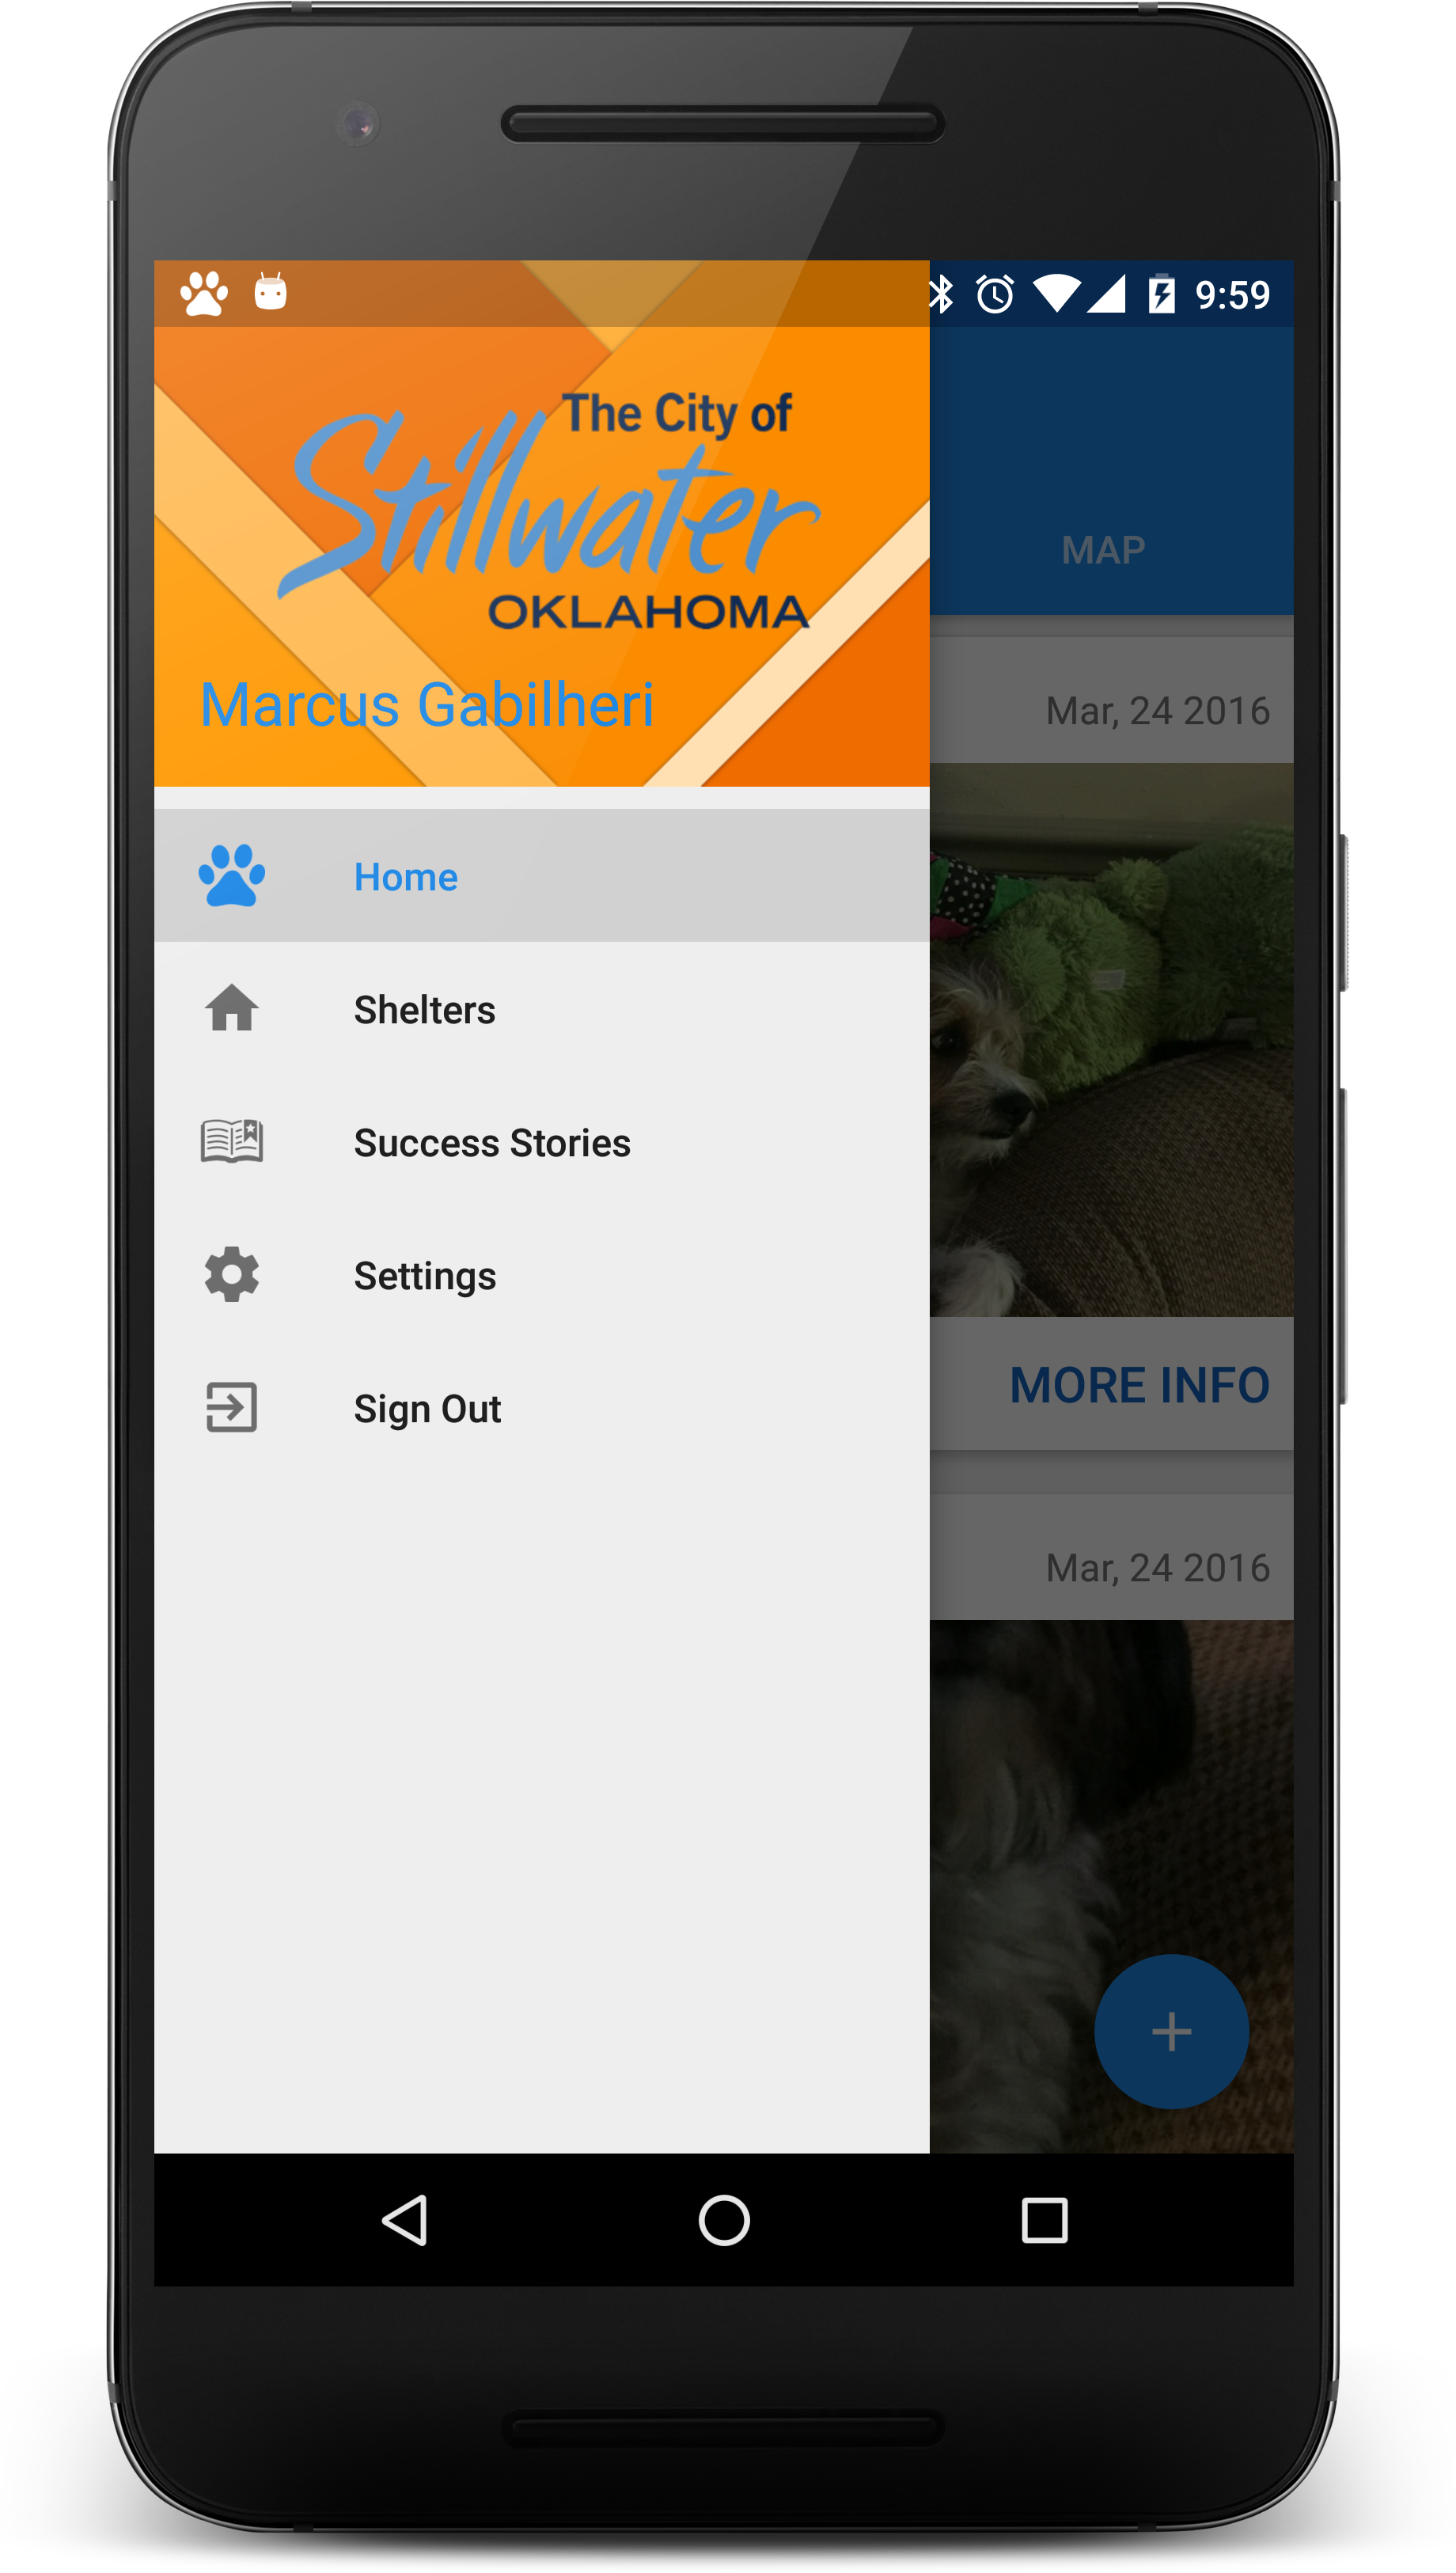 9:59
The City of
Stillwater
OKLAHOMA
Marcus Gabilheri
MAP
Mar, 24 2016
Home
Shelters
Success Stories
Settings
Sign Out
MORE INFO
Mar, 24 2016